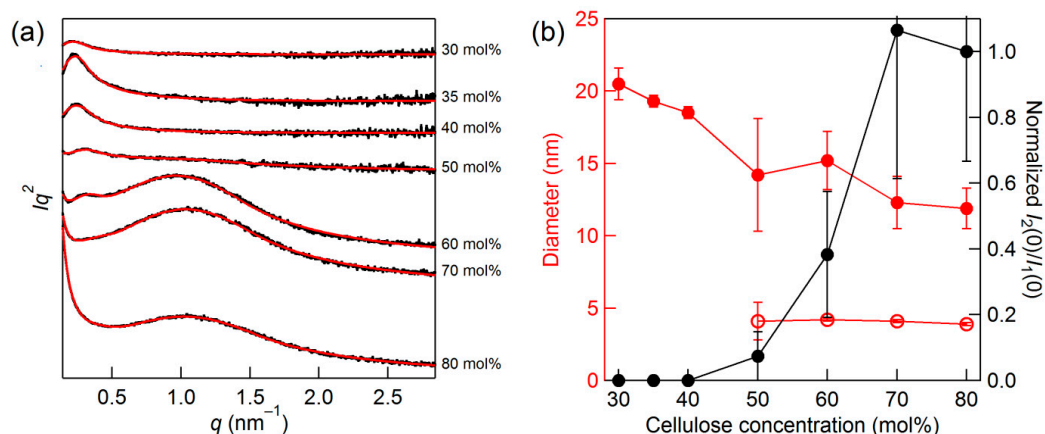 (a)
Iq²
30 mol%
35 mol%
40 mol%
50 mol%
60 mol%
70 mol%
80 mol%
0.5 1.0 1.5 2.0 2.5
q (nm⁻¹)
(b)
Diameter (nm)
25
20
15
10
5
0
30 40 50 60 70 80
Cellulose concentration (mol%)
1.0
0.8
0.6
0.4
0.2
0.0
Normalized I₂(0)/I₁(0)